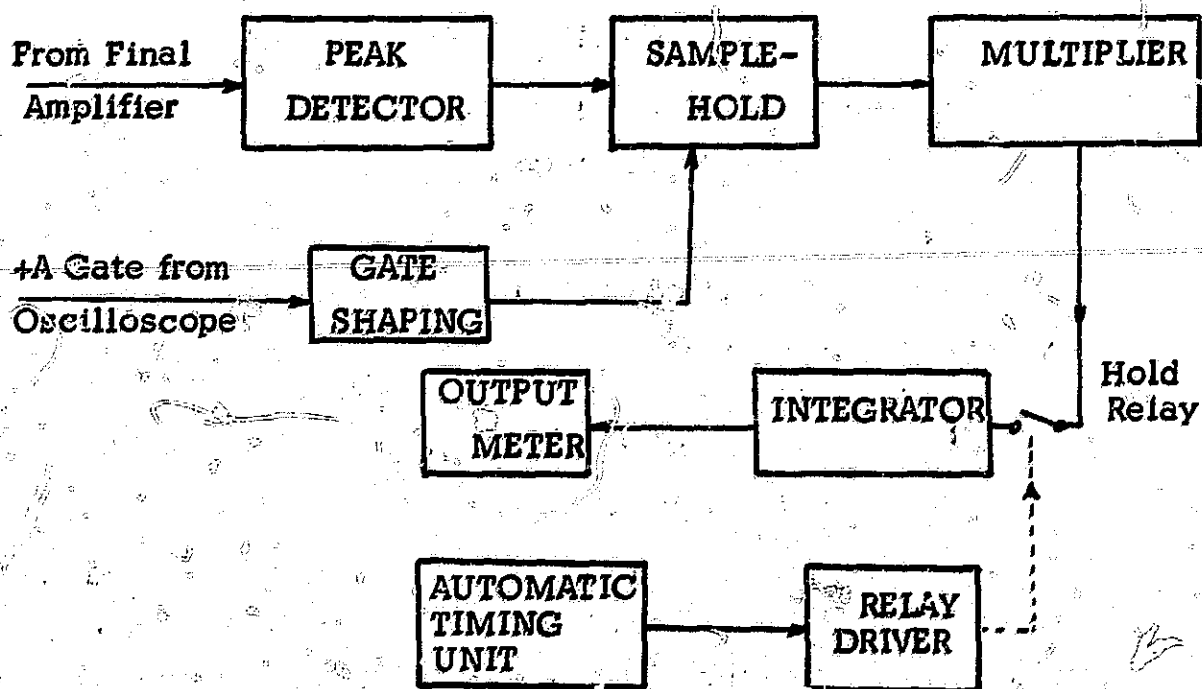 From Final
Amplifier
PEAK
DETECTOR
SAMPLE-
HOLD
MULTIPLIER
+A Gate from
Oscilloscope
GATE
SHAPING
Hold
Relay
OUTPUT
METER
INTEGRATOR
AUTOMATIC
TIMING
UNIT
RELAY
DRIVER